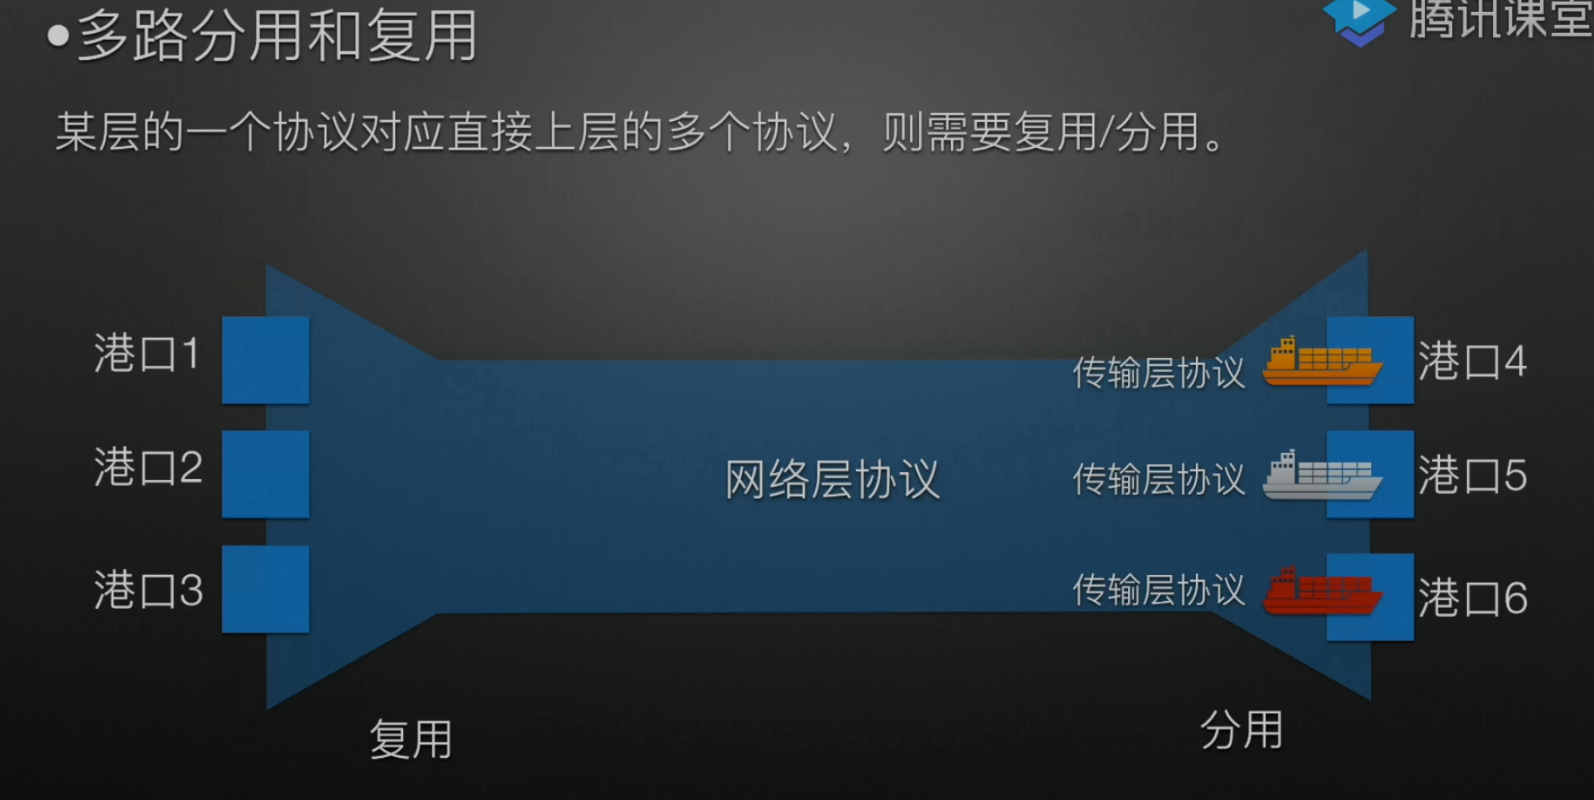 •多路分用和复用
腾讯课堂
某层的一个协议对应直接上层的多个协议，则需要复用/分用。
港口1
传输层协议
港口4
港口2
网络层协议
传输层协议
港口5
港口3
传输层协议
港口6
复用
分用